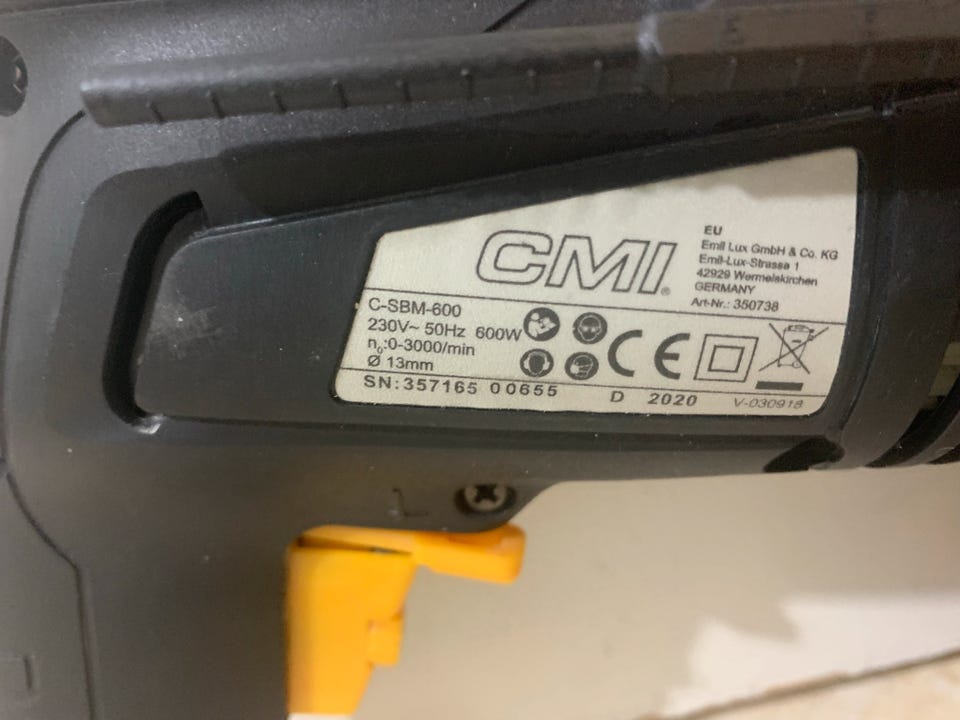 CMI®
EU
Emil Lux GmbH & Co. KG
Emil-Lux-Strasse 1
42929 Wermelskirchen
GERMANY
Art-Nr.: 350738
C-SBM-600
230V~ 50Hz 600W
n₀:0-3000/min
Ø 13mm
CE
SN:357165 00655
D 2020
V-030918
L